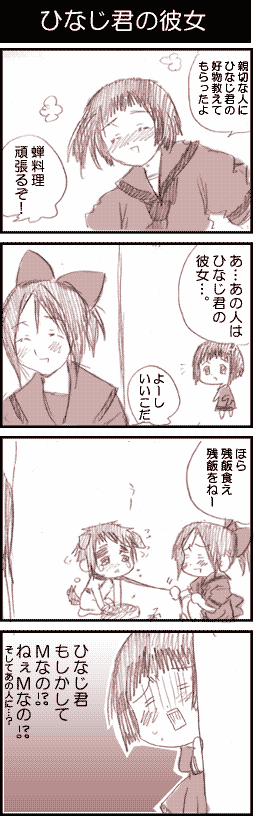 ひなじ君の彼女
親切な人に
ひなじ君の
好物教えて
もらったよ
蝉料理
頑張るぞ！
あ…あの人は
ひなじ君の
彼女…。
よーし
いいこだ
ほら
残飯食え
残飯をねー
ひなじ君
もしかして
Mなの!?
ねぇMなの!?
そしてあの人に…?